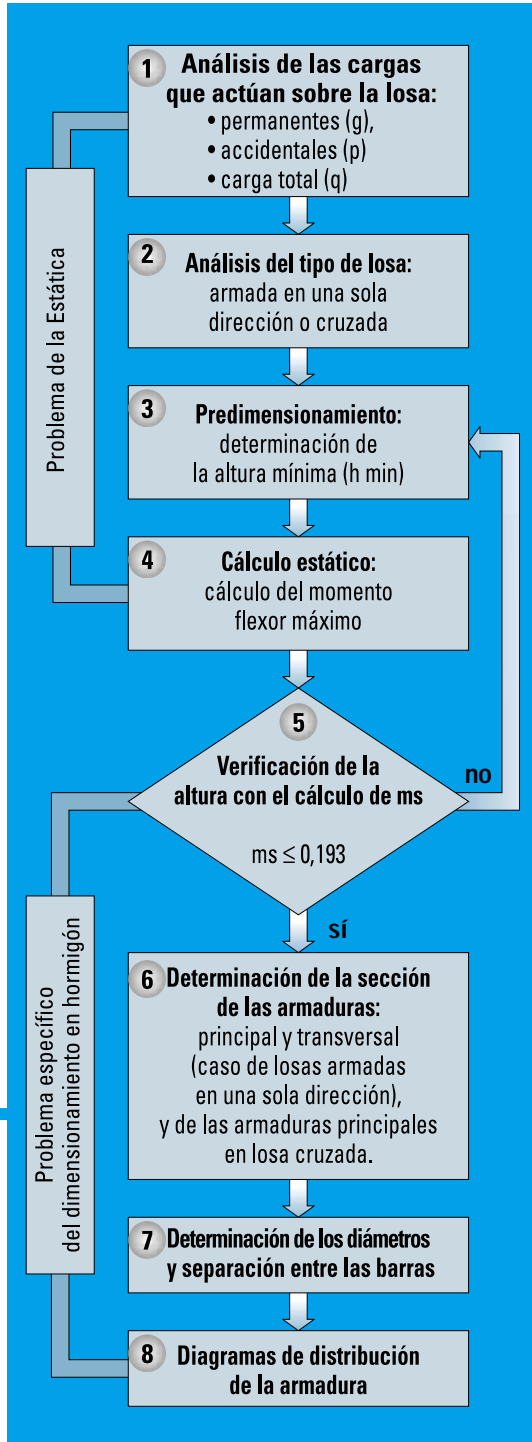 1
Análisis de las cargas
que actúan sobre la losa:
• permanentes (g),
• accidentales (p)
• carga total (q)
2
Análisis del tipo de losa:
armada en una sola
dirección o cruzada
Problema de la Estática
3
Predimensionamiento:
determinación de
la altura mínima (h min)
4
Cálculo estático:
cálculo del momento
flexor máximo
5
Verificación de la
altura con el cálculo de ms
ms ≤ 0,193
no
sí
Problema específico
del dimensionamiento en hormigón
6 Determinación de la sección
de las armaduras:
principal y transversal
(caso de losas armadas
en una sola dirección),
y de las armaduras principales
en losa cruzada.
7 Determinación de los diámetros
y separación entre las barras
8 Diagramas de distribución
de la armadura